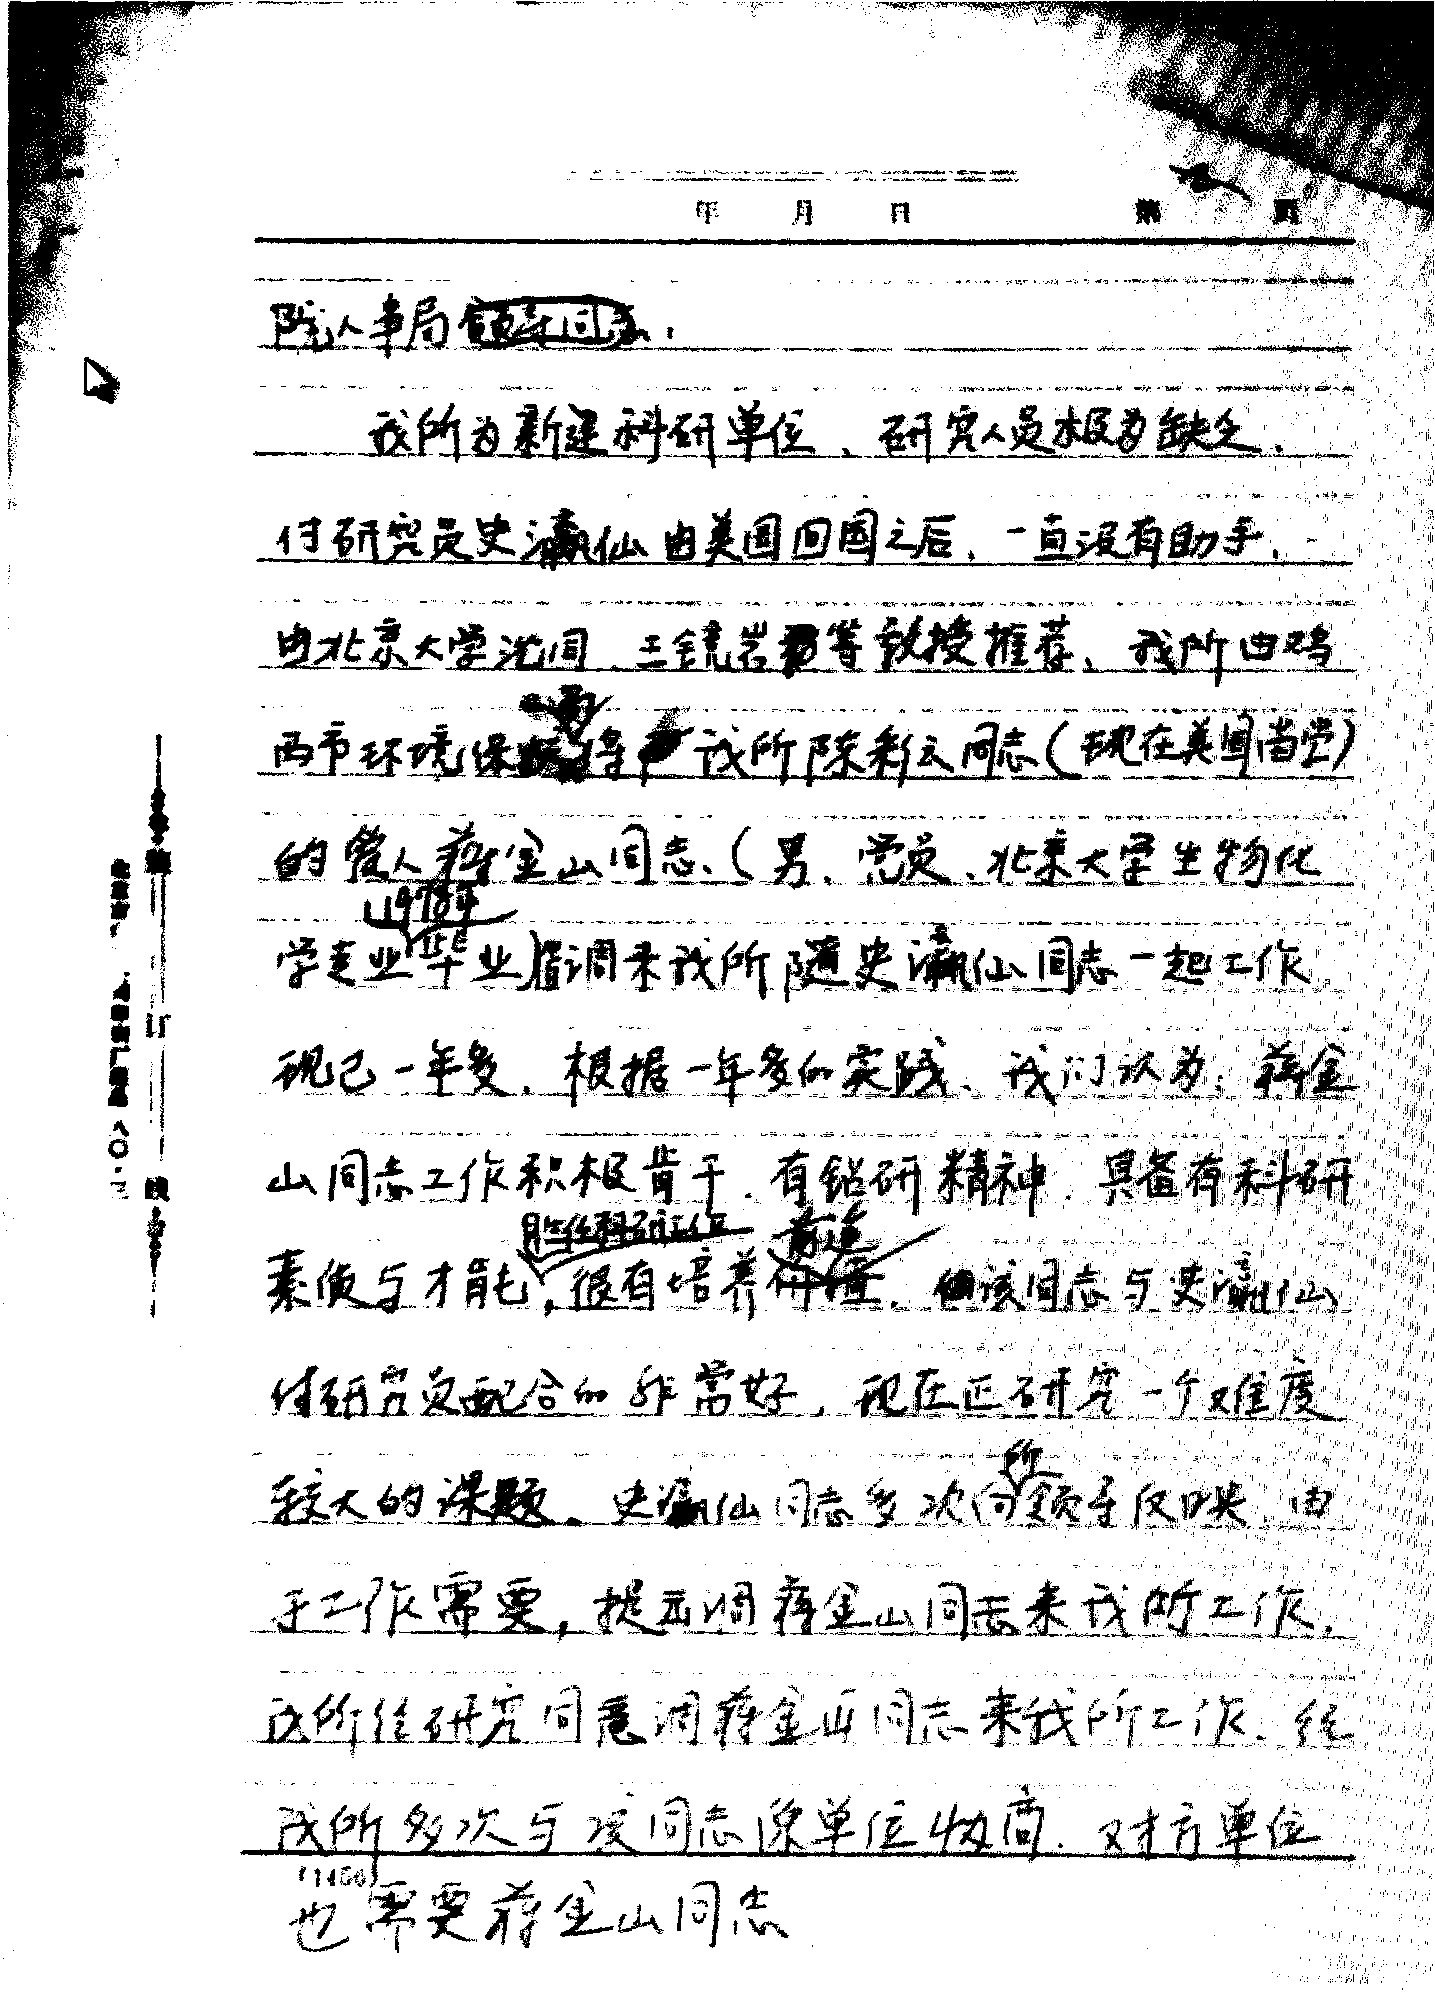 年 月 日 第 页
院人事局领导同志：
我所为新建科研单位、研究人员极为缺乏.
付研究员史瀛仙由美国回国之后、一直没有助手.
由北京大学沈同、王镜岩等教授推荐、我所由鸡
西市环境保 将 我所陈彩云同志(现在美国留学)
的爱人蒋金山同志、(男、党员、北京大学生物化
1978年
学专业毕业)借调来我所随史瀛仙同志一起工作
现已一年多. 根据一年多的实践、我们认为：蒋金
山同志工作积极肯干. 有钻研精神. 具备有科研
胜任科研工作 前途
素质与才能, 很有培养 . 该同志与史瀛仙
付研究员配合的非常好. 现在正研究一个难度
所
较大的课题. 史瀛仙同志多次向领导反映 由
于工作需要, 提出调蒋金山同志来我所工作.
我所经研究同意调蒋金山同志来我所工作. 经
我所多次与该同志原单位协商. 对方单位
(1456)
也需要蒋金山同志
装 订 线
八〇·二